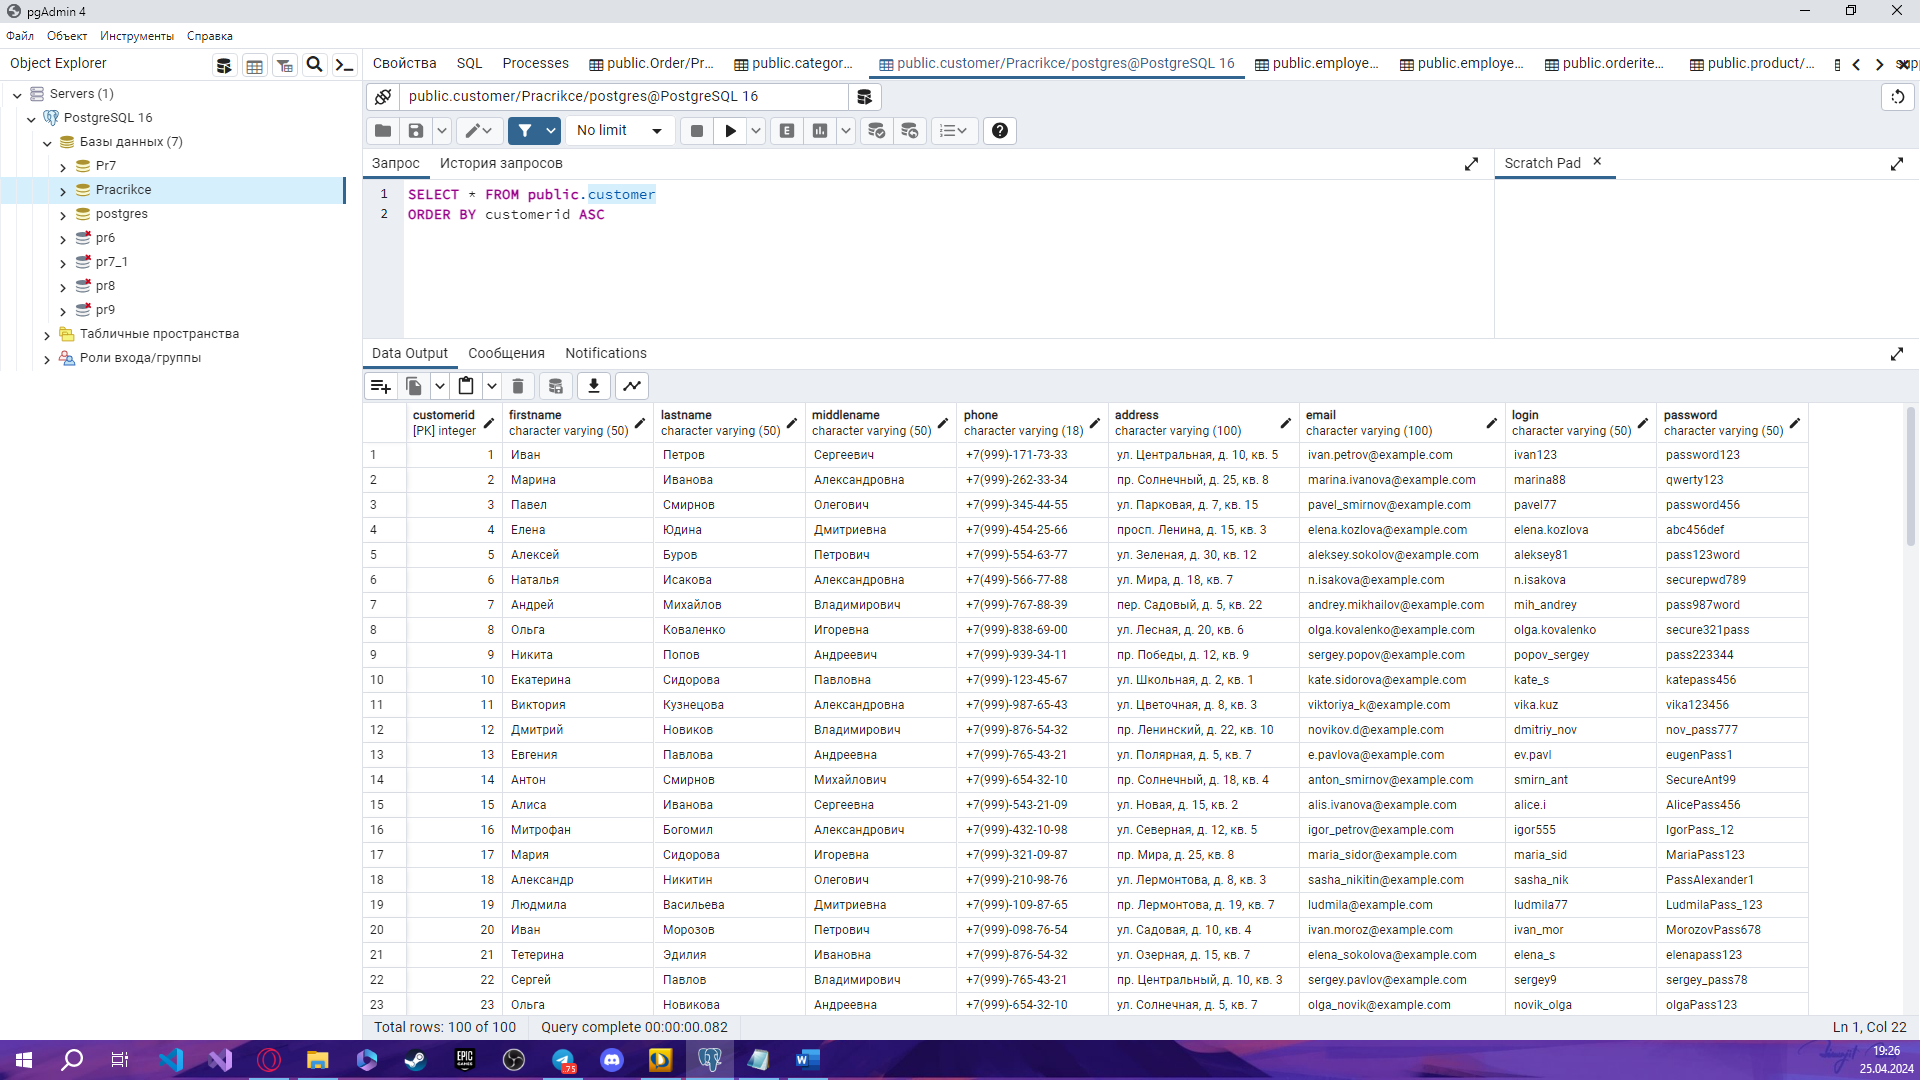 pgAdmin 4
Файл Объект Инструменты Справка
Object Explorer
Свойства SQL Processes public.Order/Pr... public.categor... public.customer/Pracrikce/postgres@PostgreSQL 16 public.employe... public.employe... public.orderite... public.product/...
Servers (1)
PostgreSQL 16
Базы данных (7)
Pr7
Pracrikce
postgres
pr6
pr7_1
pr8
pr9
Табличные пространства
Роли входа/группы
public.customer/Pracrikce/postgres@PostgreSQL 16
No limit
E
Запрос История запросов
Scratch Pad
1 SELECT * FROM public.customer
2 ORDER BY customerid ASC
Data Output Сообщения Notifications
customerid firstname lastname middlename phone address email login password
[PK] integer character varying (50) character varying (50) character varying (50) character varying (18) character varying (100) character varying (100) character varying (50) character varying (50)
1 1 Иван Петров Сергеевич +7(999)-171-73-33 ул. Центральная, д. 10, кв. 5 ivan.petrov@example.com ivan123 password123
2 2 Марина Иванова Александровна +7(999)-262-33-34 пр. Солнечный, д. 25, кв. 8 marina.ivanova@example.com marina88 qwerty123
3 3 Павел Смирнов Олегович +7(999)-345-44-55 ул. Парковая, д. 7, кв. 15 pavel_smirnov@example.com pavel77 password456
4 4 Елена Юдина Дмитриевна +7(999)-454-25-66 просп. Ленина, д. 15, кв. 3 elena.kozlova@example.com elena.kozlova abc456def
5 5 Алексей Буров Петрович +7(999)-554-63-77 ул. Зеленая, д. 30, кв. 12 aleksey.sokolov@example.com aleksey81 pass123word
6 6 Наталья Исакова Александровна +7(499)-566-77-88 ул. Мира, д. 18, кв. 7 n.isakova@example.com n.isakova securepwd789
7 7 Андрей Михайлов Владимирович +7(999)-767-88-39 пер. Садовый, д. 5, кв. 22 andrey.mikhailov@example.com mih_andrey pass987word
8 8 Ольга Коваленко Игоревна +7(999)-838-69-00 ул. Лесная, д. 20, кв. 6 olga.kovalenko@example.com olga.kovalenko secure321pass
9 9 Никита Попов Андреевич +7(999)-939-34-11 пр. Победы, д. 12, кв. 9 sergey.popov@example.com popov_sergey pass223344
10 10 Екатерина Сидорова Павловна +7(999)-123-45-67 ул. Школьная, д. 2, кв. 1 kate.sidorova@example.com kate_s katepass456
11 11 Виктория Кузнецова Александровна +7(999)-987-65-43 ул. Цветочная, д. 8, кв. 3 viktoriya_k@example.com vika.kuz vika123456
12 12 Дмитрий Новиков Владимирович +7(999)-876-54-32 пр. Ленинский, д. 22, кв. 10 novikov.d@example.com dmitriy_nov nov_pass777
13 13 Евгения Павлова Андреевна +7(999)-765-43-21 ул. Полярная, д. 5, кв. 7 e.pavlova@example.com ev.pavl eugenPass1
14 14 Антон Смирнов Михайлович +7(999)-654-32-10 пр. Солнечный, д. 18, кв. 4 anton_smirnov@example.com smirn_ant SecureAnt99
15 15 Алиса Иванова Сергеевна +7(999)-543-21-09 ул. Новая, д. 15, кв. 2 alis.ivanova@example.com alice.i AlicePass456
16 16 Митрофан Богомил Александрович +7(999)-432-10-98 ул. Северная, д. 12, кв. 5 igor_petrov@example.com igor555 IgorPass_12
17 17 Мария Сидорова Игоревна +7(999)-321-09-87 пр. Мира, д. 25, кв. 8 maria_sidor@example.com maria_sid MariaPass123
18 18 Александр Никитин Олегович +7(999)-210-98-76 ул. Лермонтова, д. 8, кв. 3 sasha_nikitin@example.com sasha_nik PassAlexander1
19 19 Людмила Васильева Дмитриевна +7(999)-109-87-65 пр. Лермонтова, д. 19, кв. 7 ludmila@example.com ludmila77 LudmilaPass_123
20 20 Иван Морозов Петрович +7(999)-098-76-54 ул. Садовая, д. 10, кв. 4 ivan.moroz@example.com ivan_mor MorozovPass678
21 21 Тетерина Эдилия Ивановна +7(999)-876-54-32 ул. Озерная, д. 15, кв. 7 elena_sokolova@example.com elena_s elenapass123
22 22 Сергей Павлов Владимирович +7(999)-765-43-21 пр. Центральный, д. 10, кв. 3 sergey.pavlov@example.com sergey9 sergey_pass78
23 23 Ольга Новикова Андреевна +7(999)-654-32-10 ул. Солнечная, д. 5, кв. 7 olga_novik@example.com novik_olga olgaPass123
Total rows: 100 of 100 Query complete 00:00:00.082 Ln 1, Col 22
EPIC GAMES
.75
19:26
25.04.2024